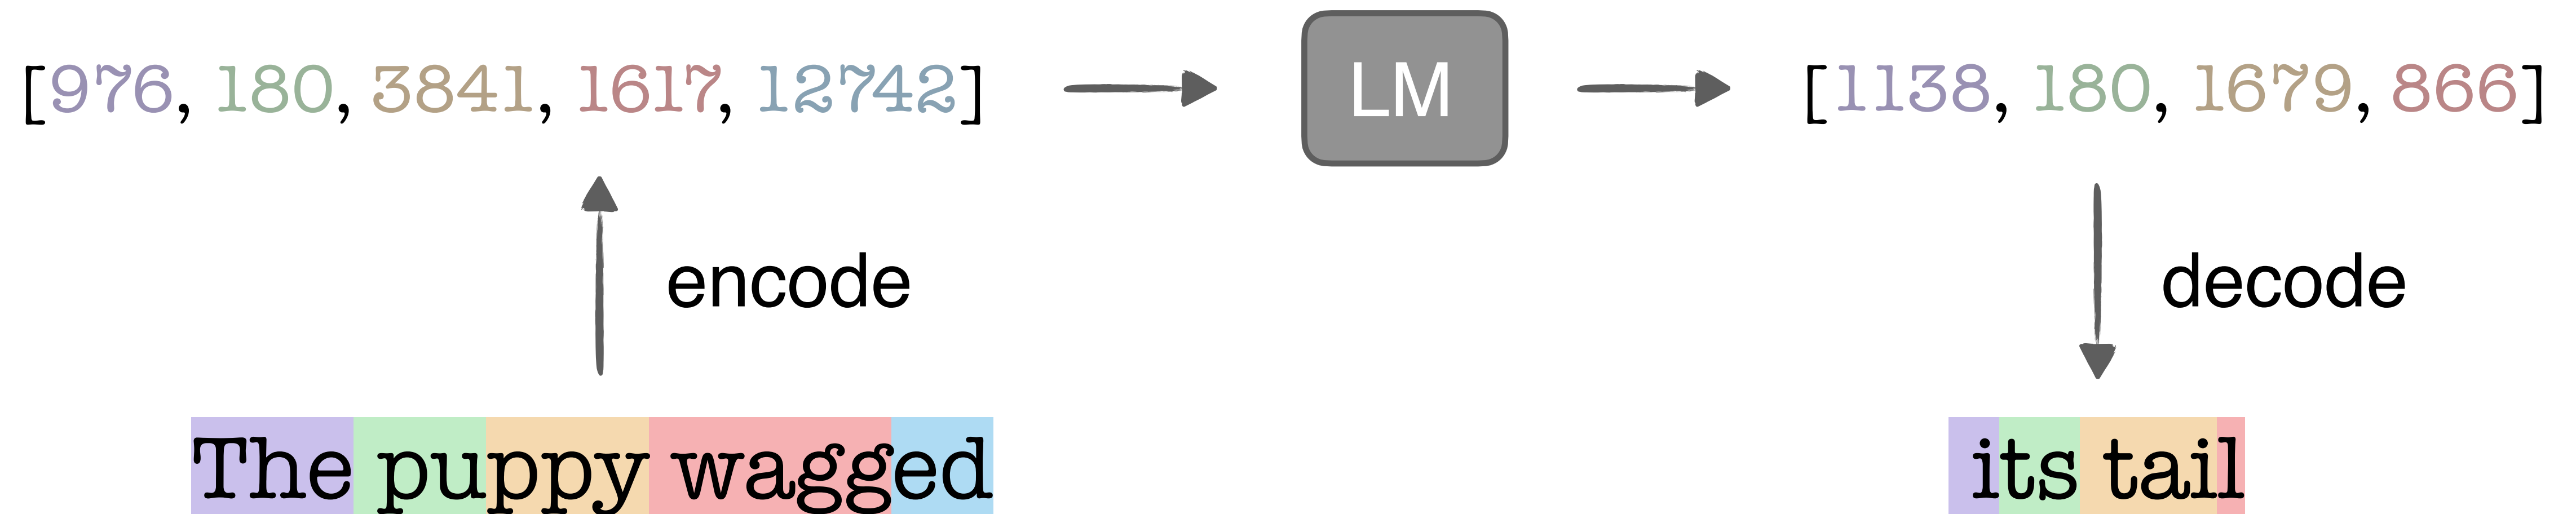 [976, 180, 3841, 1617, 12742] LM [1138, 180, 1679, 866]
encode decode
The puppy wagged its tail